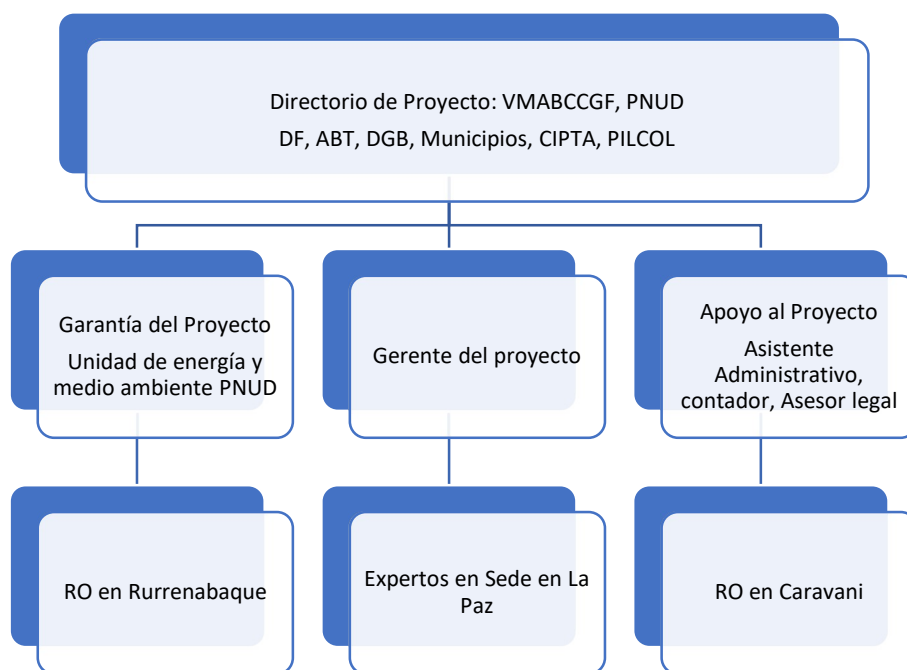 Directorio de Proyecto: VMABCCGF, PNUD
DF, ABT, DGB, Municipios, CIPTA, PILCOL
Garantía del Proyecto
Unidad de energía y
medio ambiente PNUD
Gerente del proyecto
Apoyo al Proyecto
Asistente
Administrativo,
contador, Asesor legal
RO en Rurrenabaque
Expertos en Sede en La
Paz
RO en Caravani